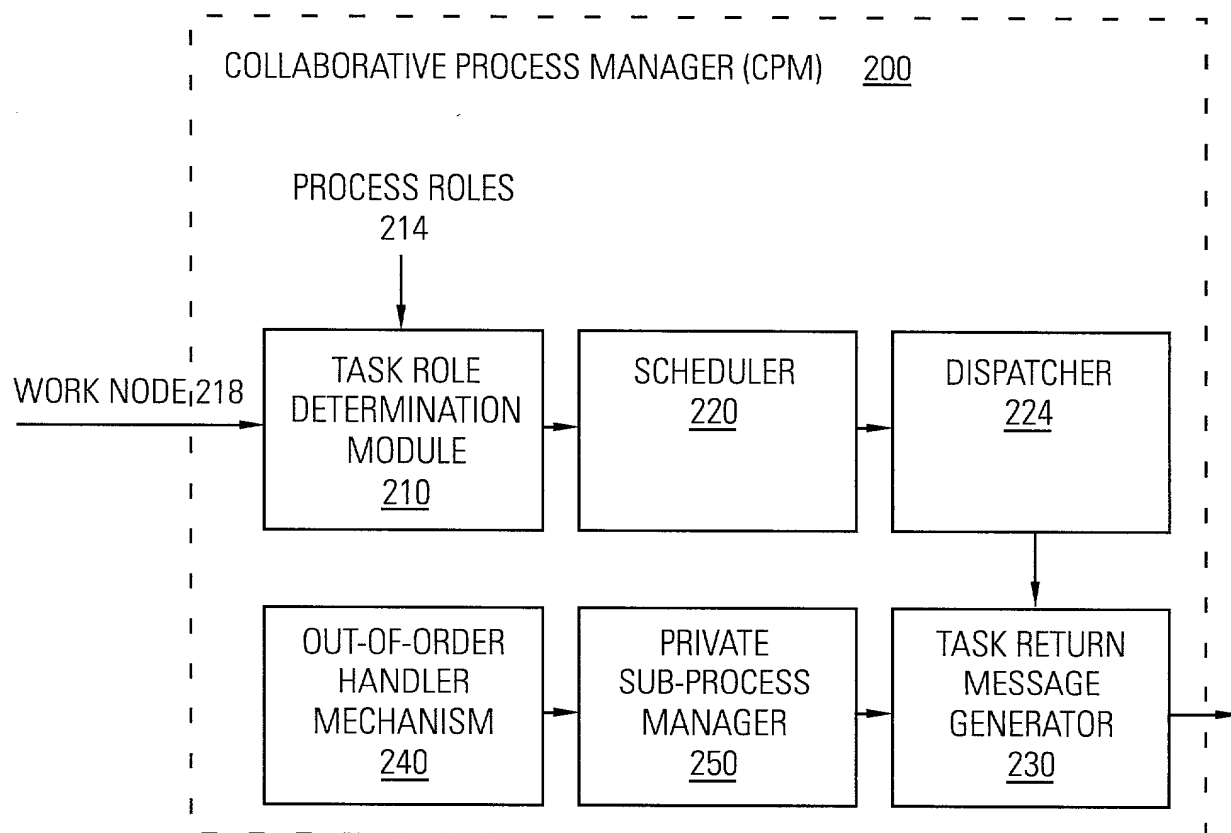 COLLABORATIVE PROCESS MANAGER (CPM) 200
PROCESS ROLES
214
WORK NODE 218
TASK ROLE
DETERMINATION
MODULE
210
SCHEDULER
220
DISPATCHER
224
OUT-OF-ORDER
HANDLER
MECHANISM
240
PRIVATE
SUB-PROCESS
MANAGER
250
TASK RETURN
MESSAGE
GENERATOR
230